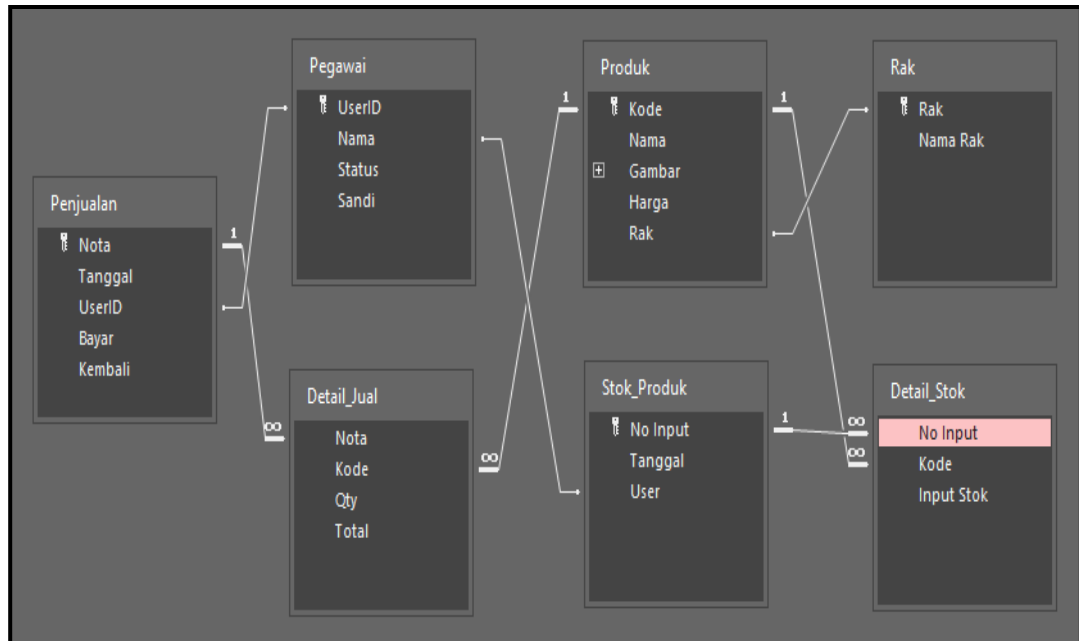 Penjualan
Nota
Tanggal
UserID
Bayar
Kembali
Pegawai
UserID
Nama
Status
Sandi
Detail_Jual
Nota
Kode
Qty
Total
Produk
Kode
Nama
Gambar
Harga
Rak
Stok_Produk
No Input
Tanggal
User
Rak
Rak
Nama Rak
Detail_Stok
No Input
Kode
Input Stok
1
∞
1
∞
1
∞
1
∞